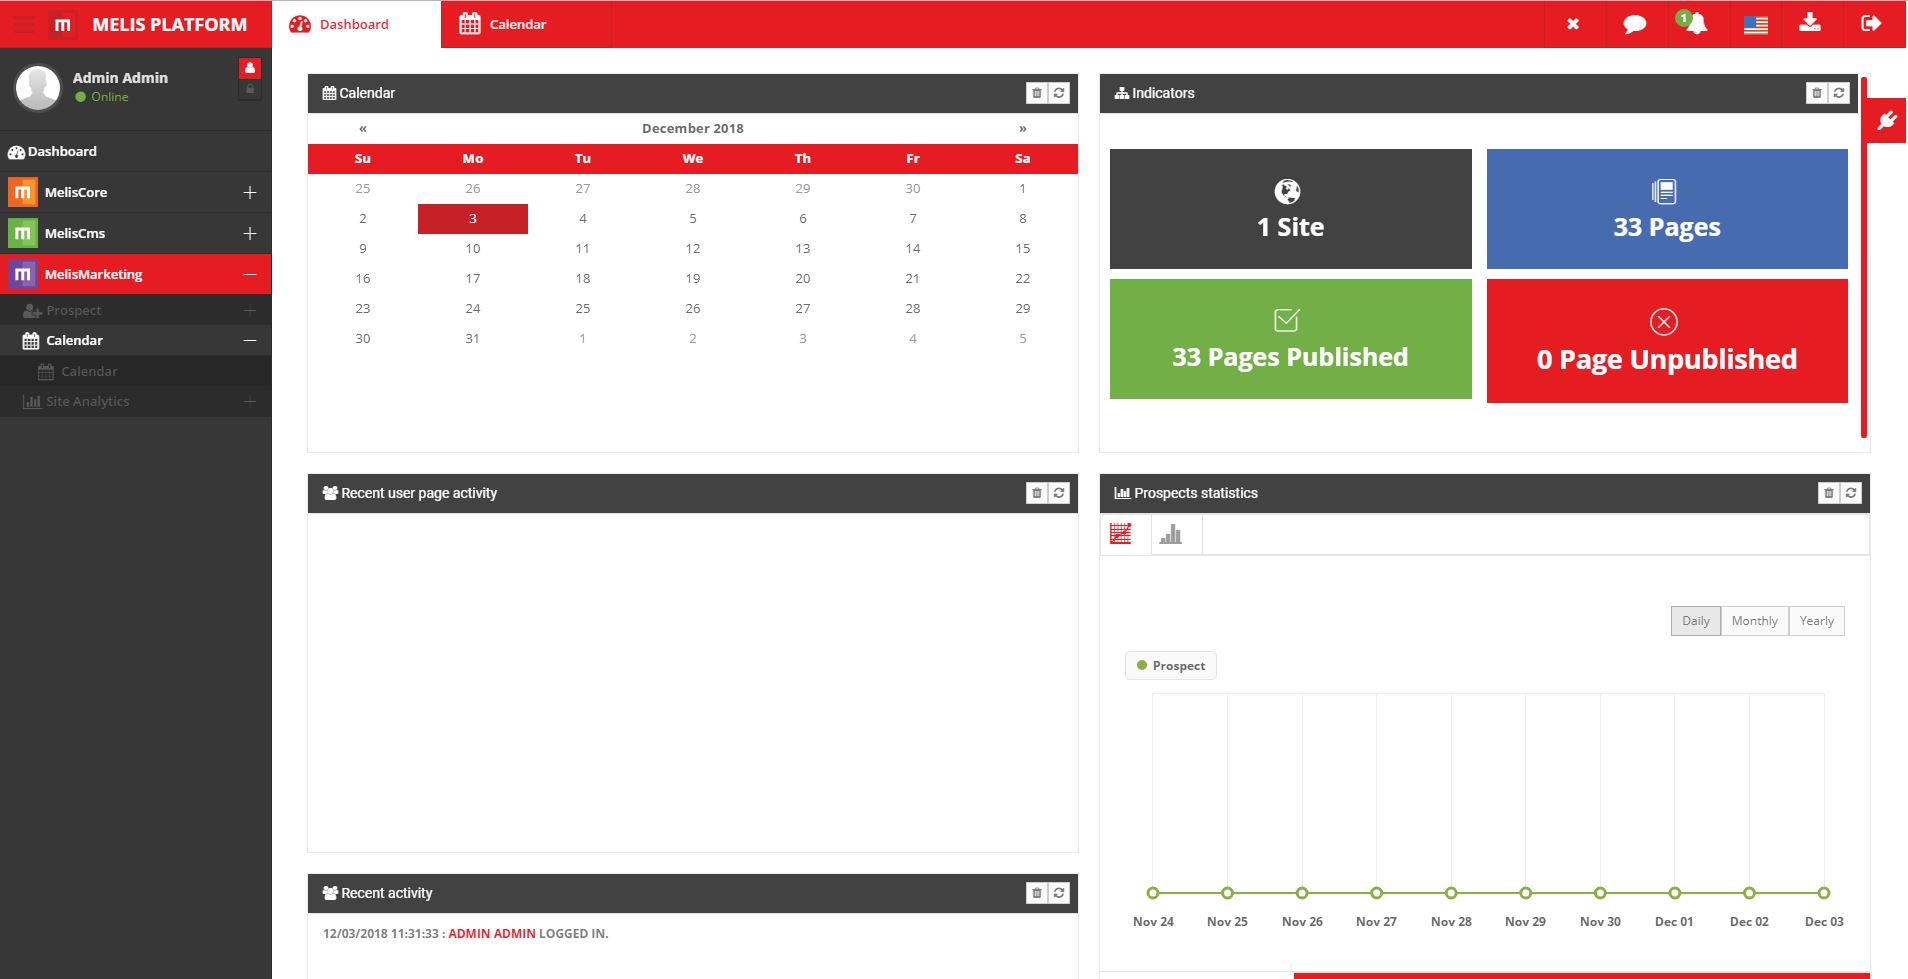 MELIS PLATFORM
Dashboard
Calendar
1
Admin Admin
Online
Dashboard
MelisCore
MelisCms
MelisMarketing
Prospect
Calendar
Calendar
Site Analytics
Calendar
« December 2018 »
Su Mo Tu We Th Fr Sa
25 26 27 28 29 30 1
2 3 4 5 6 7 8
9 10 11 12 13 14 15
16 17 18 19 20 21 22
23 24 25 26 27 28 29
30 31 1 2 3 4 5
Indicators
1 Site
33 Pages
33 Pages Published
0 Page Unpublished
Recent user page activity
Prospects statistics
Daily Monthly Yearly
Prospect
Nov 24 Nov 25 Nov 26 Nov 27 Nov 28 Nov 29 Nov 30 Dec 01 Dec 02 Dec 03
Recent activity
12/03/2018 11:31:33 : ADMIN ADMIN LOGGED IN.